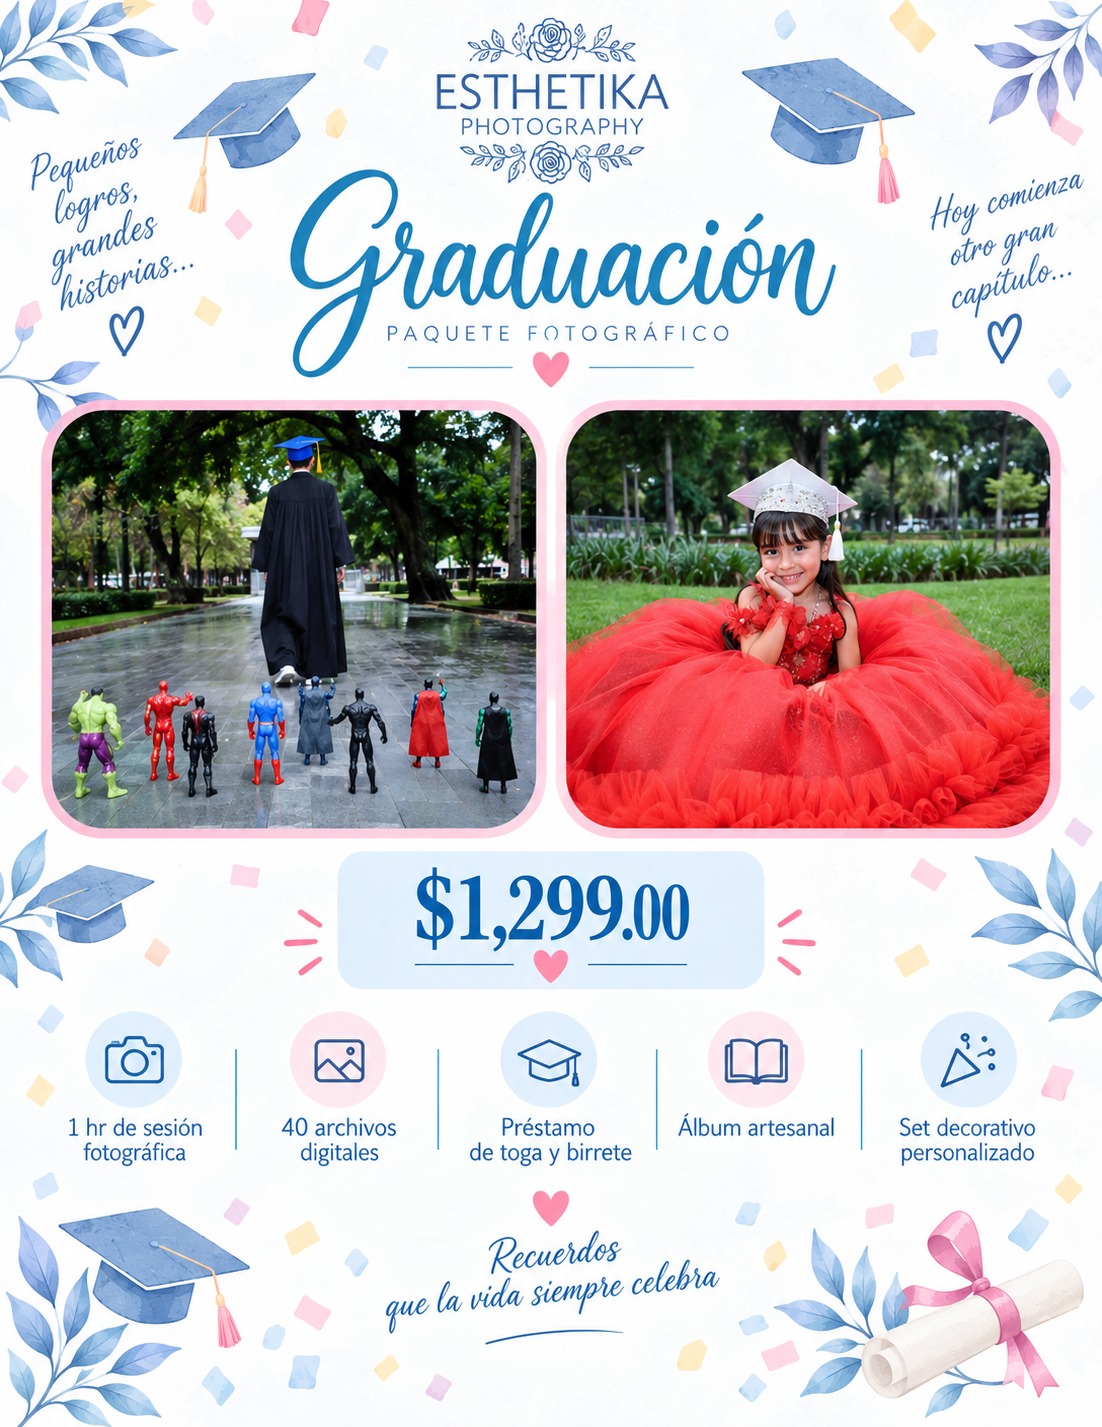 ESTHETIKA
PHOTOGRAPHY
Pequeños
logros,
grandes
historias...
Hoy comienza
otro gran
capítulo...
Graduación
PAQUETE FOTOGRÁFICO
$1,299.00
1 hr de sesión
fotográfica
40 archivos
digitales
Préstamo
de toga y birrete
Álbum artesanal
Set decorativo
personalizado
Recuerdos
que la vida siempre celebra